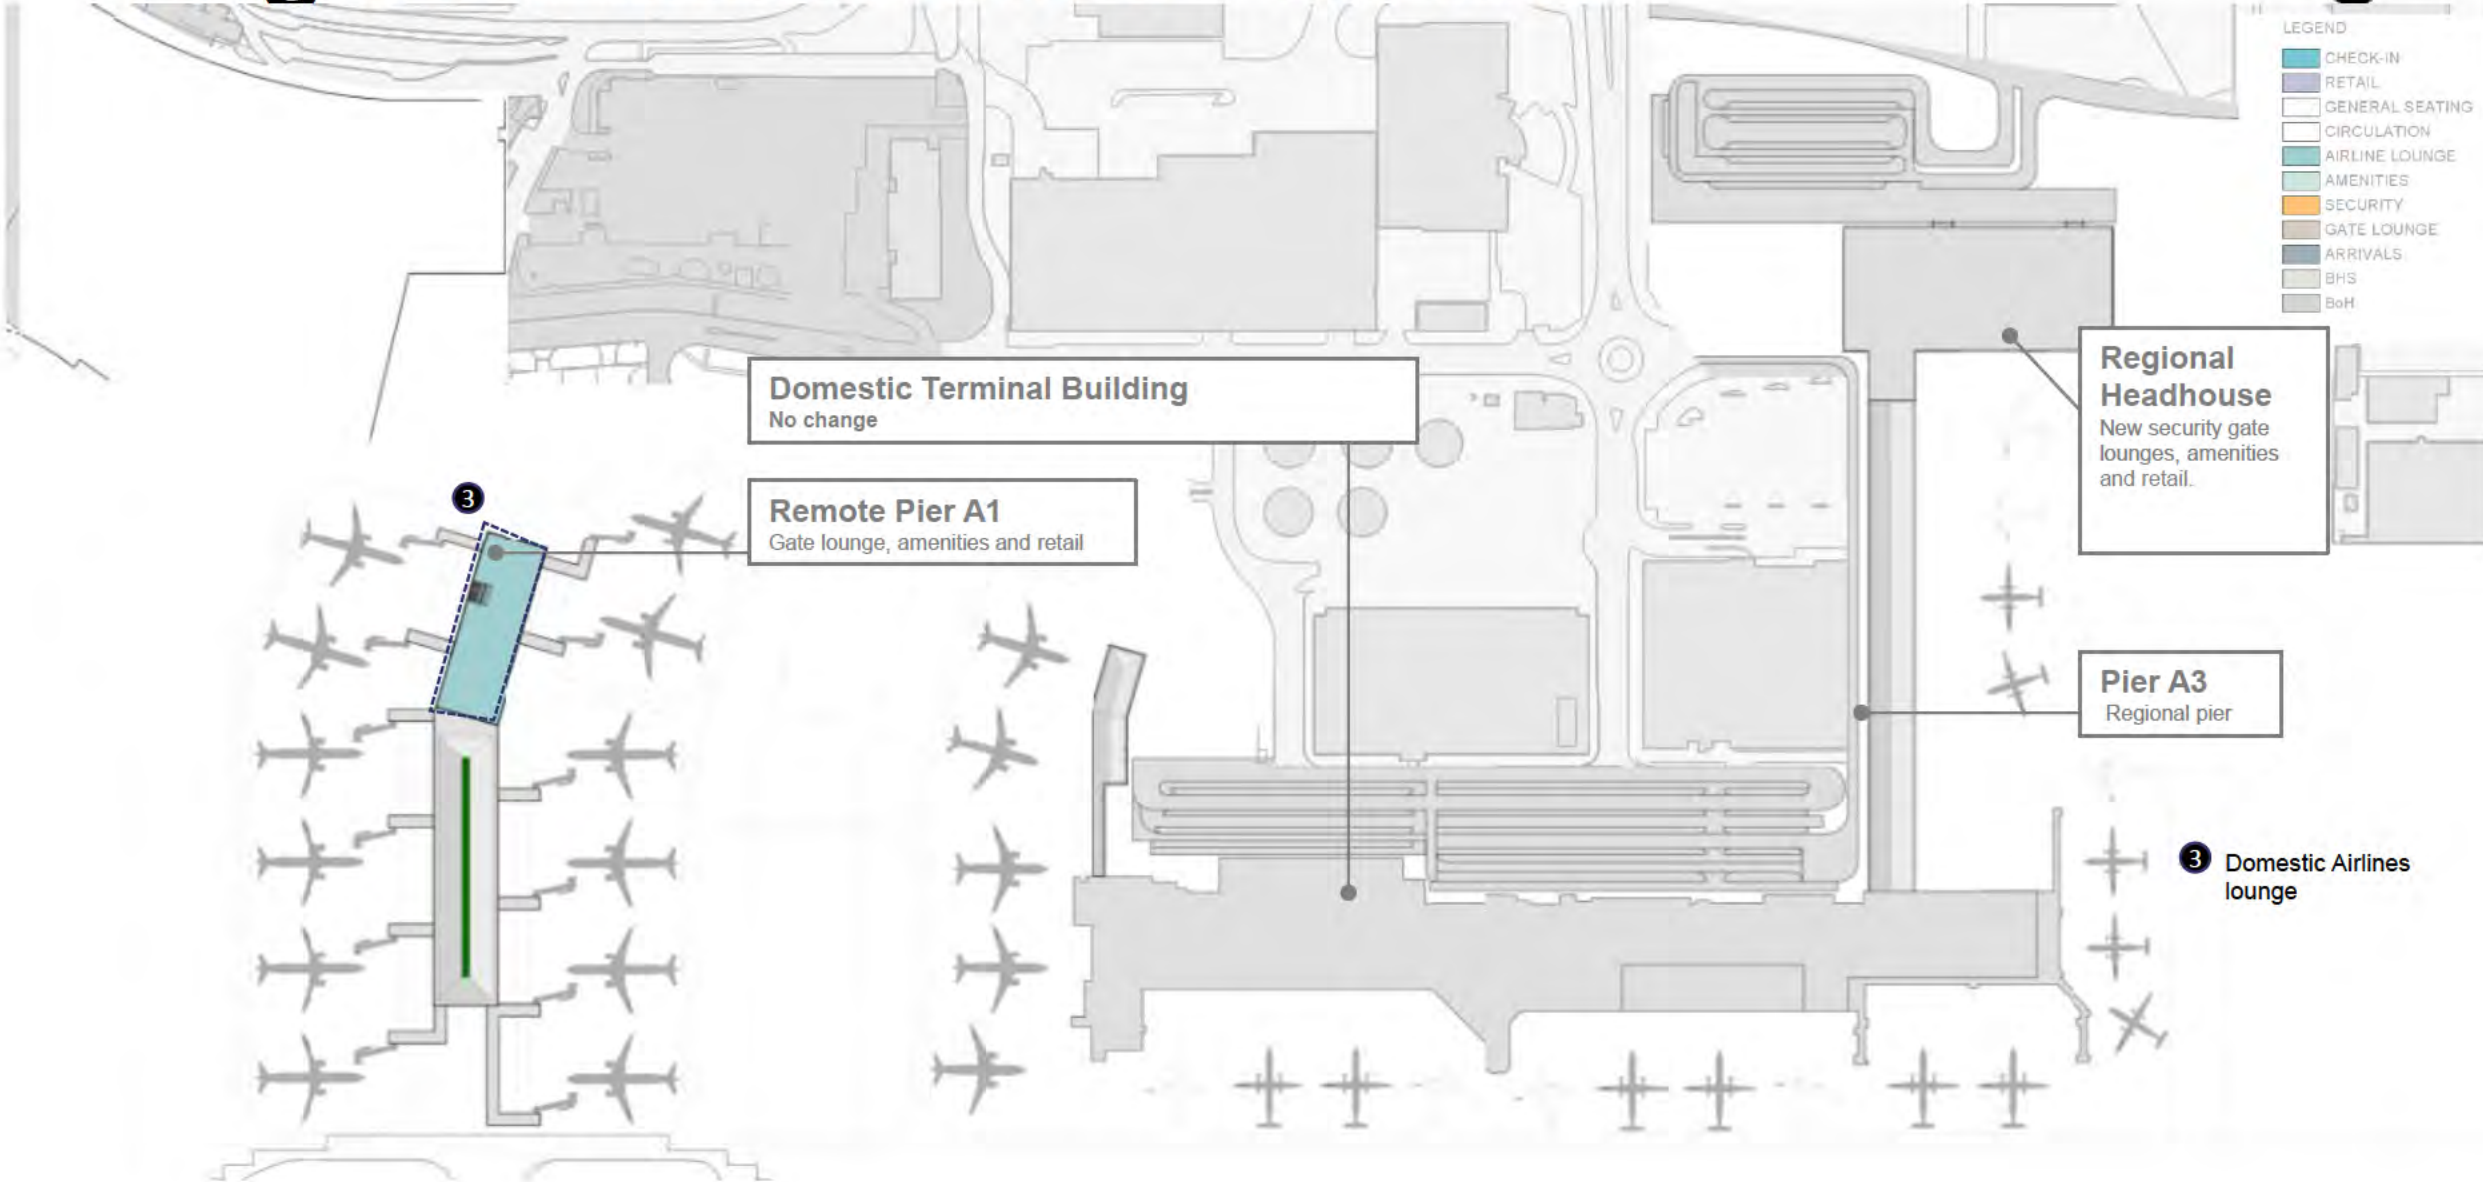 LEGEND
CHECK-IN
RETAIL
GENERAL SEATING
CIRCULATION
AIRLINE LOUNGE
AMENITIES
SECURITY
GATE LOUNGE
ARRIVALS
BHS
BoH
Regional
Headhouse
New security gate
lounges, amenities
and retail.
Domestic Terminal Building
No change
3
Remote Pier A1
Gate lounge, amenities and retail
Pier A3
Regional pier
3 Domestic Airlines
lounge